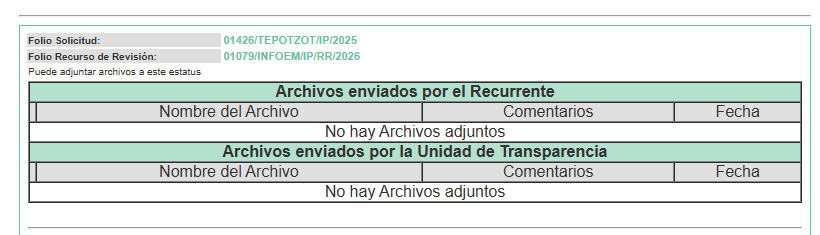 Folio Solicitud: 01426/TEPOTZOT/IP/2025
Folio Recurso de Revisión: 01079/INFOEM/IP/RR/2026
Puede adjuntar archivos a este estatus
Archivos enviados por el Recurrente
Nombre del Archivo Comentarios Fecha
No hay Archivos adjuntos
Archivos enviados por la Unidad de Transparencia
Nombre del Archivo Comentarios Fecha
No hay Archivos adjuntos